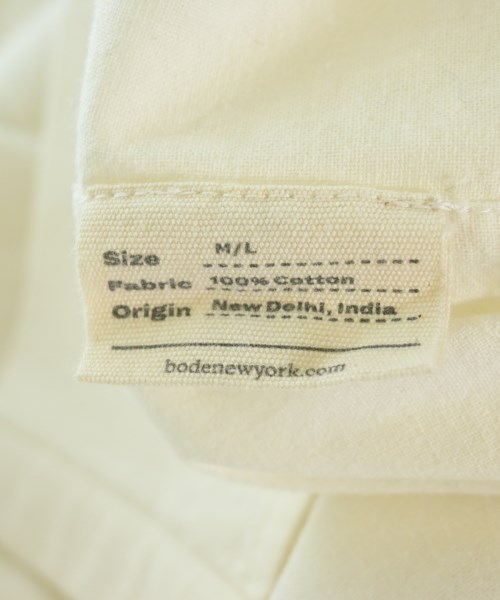 Size M/L
Fabric 100% Cotton
Origin New Delhi, India
bodenewyork.com